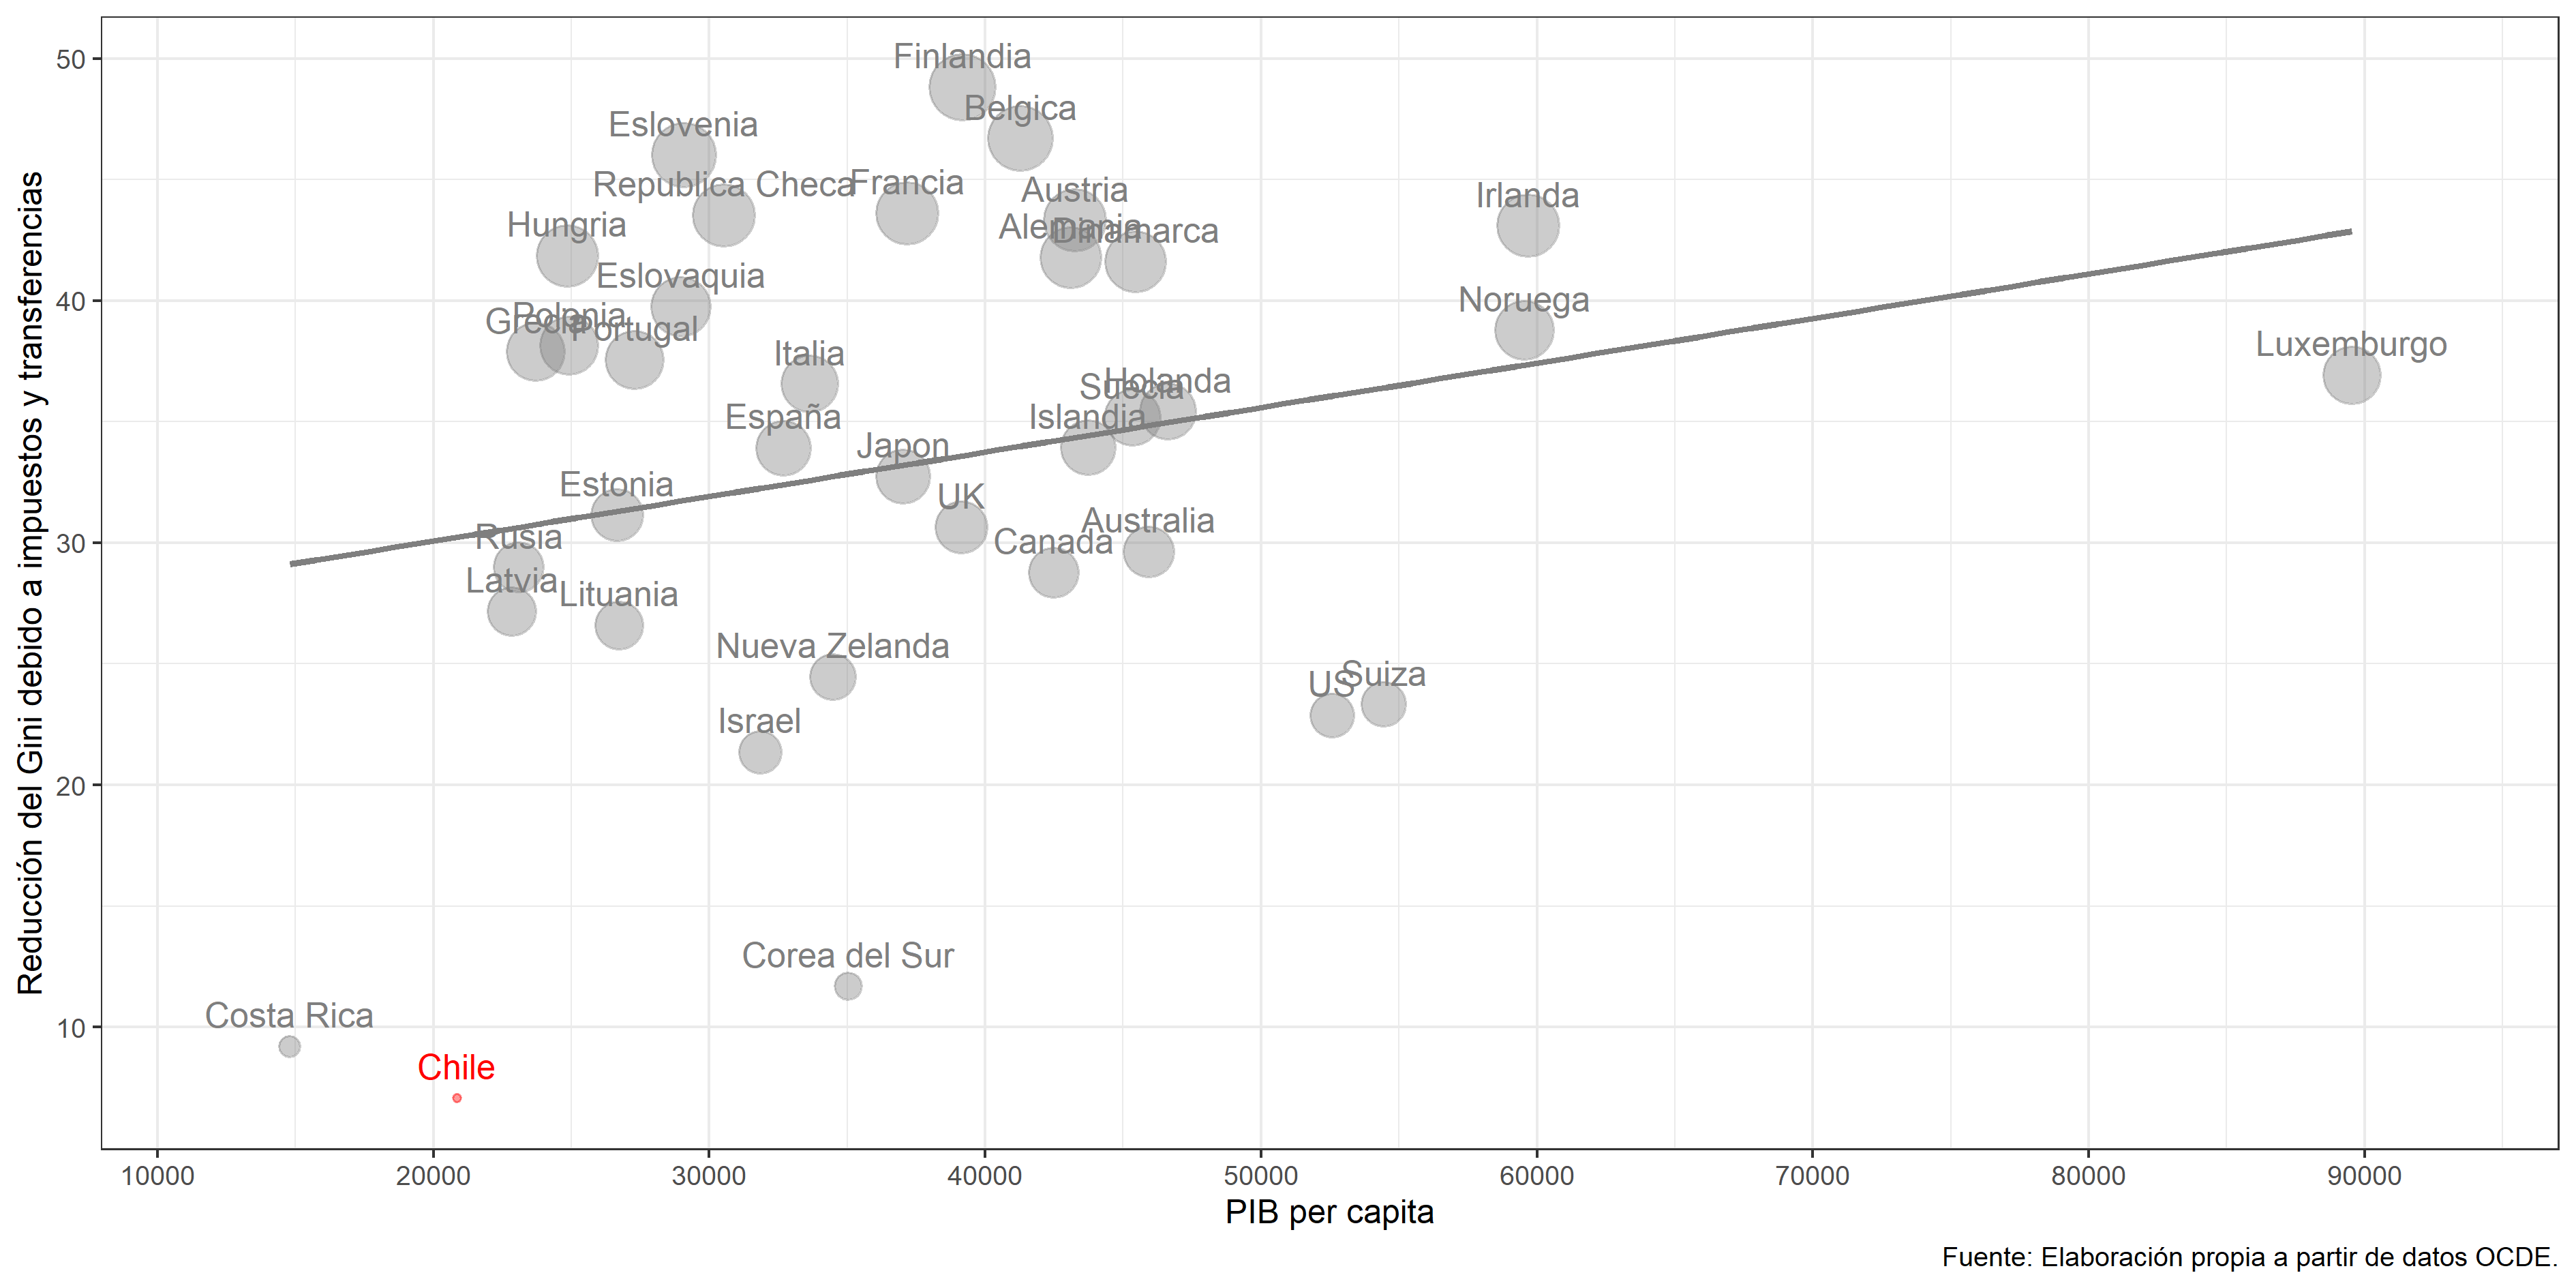 Reducción del Gini debido a impuestos y transferencias
50
40
30
20
10
Finlandia
Belgica
Eslovenia
Republica Checa
Francia
Austria
Irlanda
Hungria
Alemania
Dinamarca
Eslovaquia
Noruega
Polonia
Grecia
Portugal
Luxemburgo
Italia
Holanda
Suecia
España
Islandia
Japon
Estonia
UK
Australia
Rusia
Canada
Latvia
Lituania
Nueva Zelanda
Suiza
US
Israel
Corea del Sur
Costa Rica
Chile
10000 20000 30000 40000 50000 60000 70000 80000 90000
PIB per capita
Fuente: Elaboración propia a partir de datos OCDE.